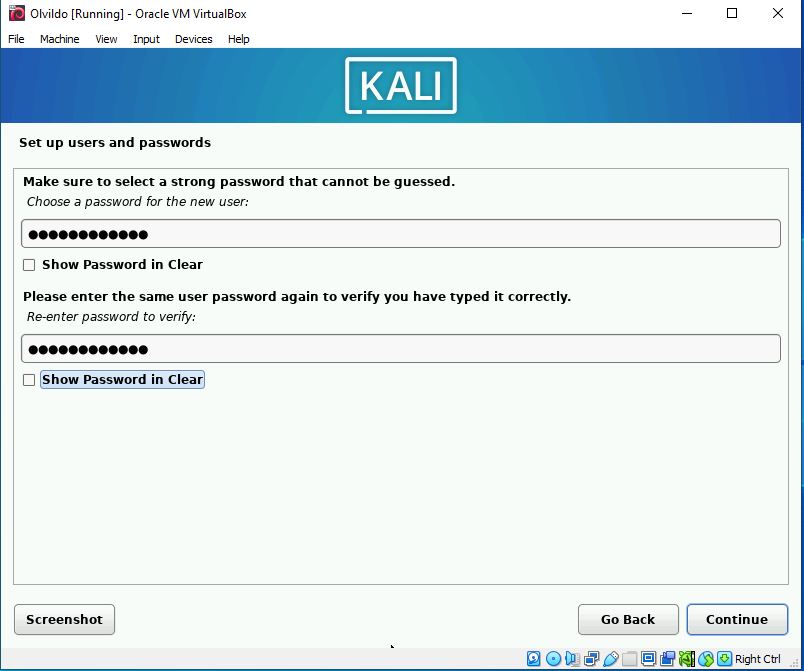 Olvildo [Running] - Oracle VM VirtualBox
File Machine View Input Devices Help
KALI
Set up users and passwords
Make sure to select a strong password that cannot be guessed.
Choose a password for the new user:
●●●●●●●●●●●●
Show Password in Clear
Please enter the same user password again to verify you have typed it correctly.
Re-enter password to verify:
●●●●●●●●●●●●
Show Password in Clear
Screenshot Go Back Continue
Right Ctrl